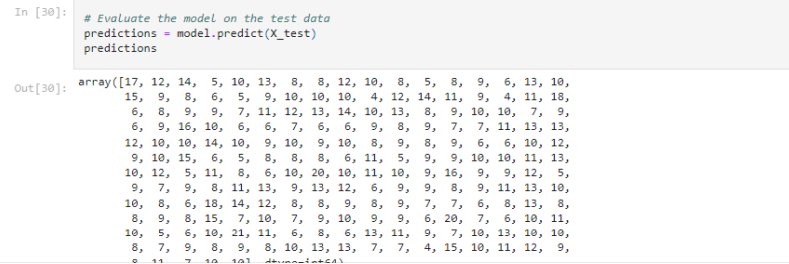 In [30]:
# Evaluate the model on the test data
predictions = model.predict(X_test)
predictions
Out[30]:
array([17, 12, 14, 5, 10, 13, 8, 8, 12, 10, 8, 5, 8, 9, 6, 13, 10,
15, 9, 8, 6, 5, 9, 10, 10, 10, 4, 12, 14, 11, 9, 4, 11, 18,
6, 8, 9, 9, 7, 11, 12, 13, 14, 10, 13, 8, 9, 10, 10, 7, 9,
6, 9, 16, 10, 6, 6, 7, 6, 6, 9, 8, 9, 7, 7, 11, 13, 13,
12, 10, 10, 14, 10, 9, 10, 9, 10, 8, 9, 8, 9, 6, 6, 10, 12,
9, 10, 15, 6, 5, 8, 8, 8, 6, 11, 5, 9, 9, 10, 10, 11, 13,
10, 12, 5, 11, 8, 6, 10, 20, 10, 11, 10, 9, 16, 9, 9, 12, 5,
9, 7, 9, 8, 11, 13, 9, 13, 12, 6, 9, 9, 8, 9, 11, 13, 10,
10, 8, 6, 18, 14, 12, 8, 8, 9, 8, 9, 7, 7, 6, 8, 13, 8,
8, 9, 8, 15, 7, 10, 7, 9, 10, 9, 9, 6, 20, 7, 6, 10, 11,
10, 5, 6, 10, 21, 11, 6, 8, 6, 13, 11, 9, 7, 10, 13, 10, 10,
8, 7, 9, 8, 9, 8, 10, 13, 13, 7, 7, 4, 15, 10, 11, 12, 9,
8, 11, 7, 10, 10], dtype=int64)